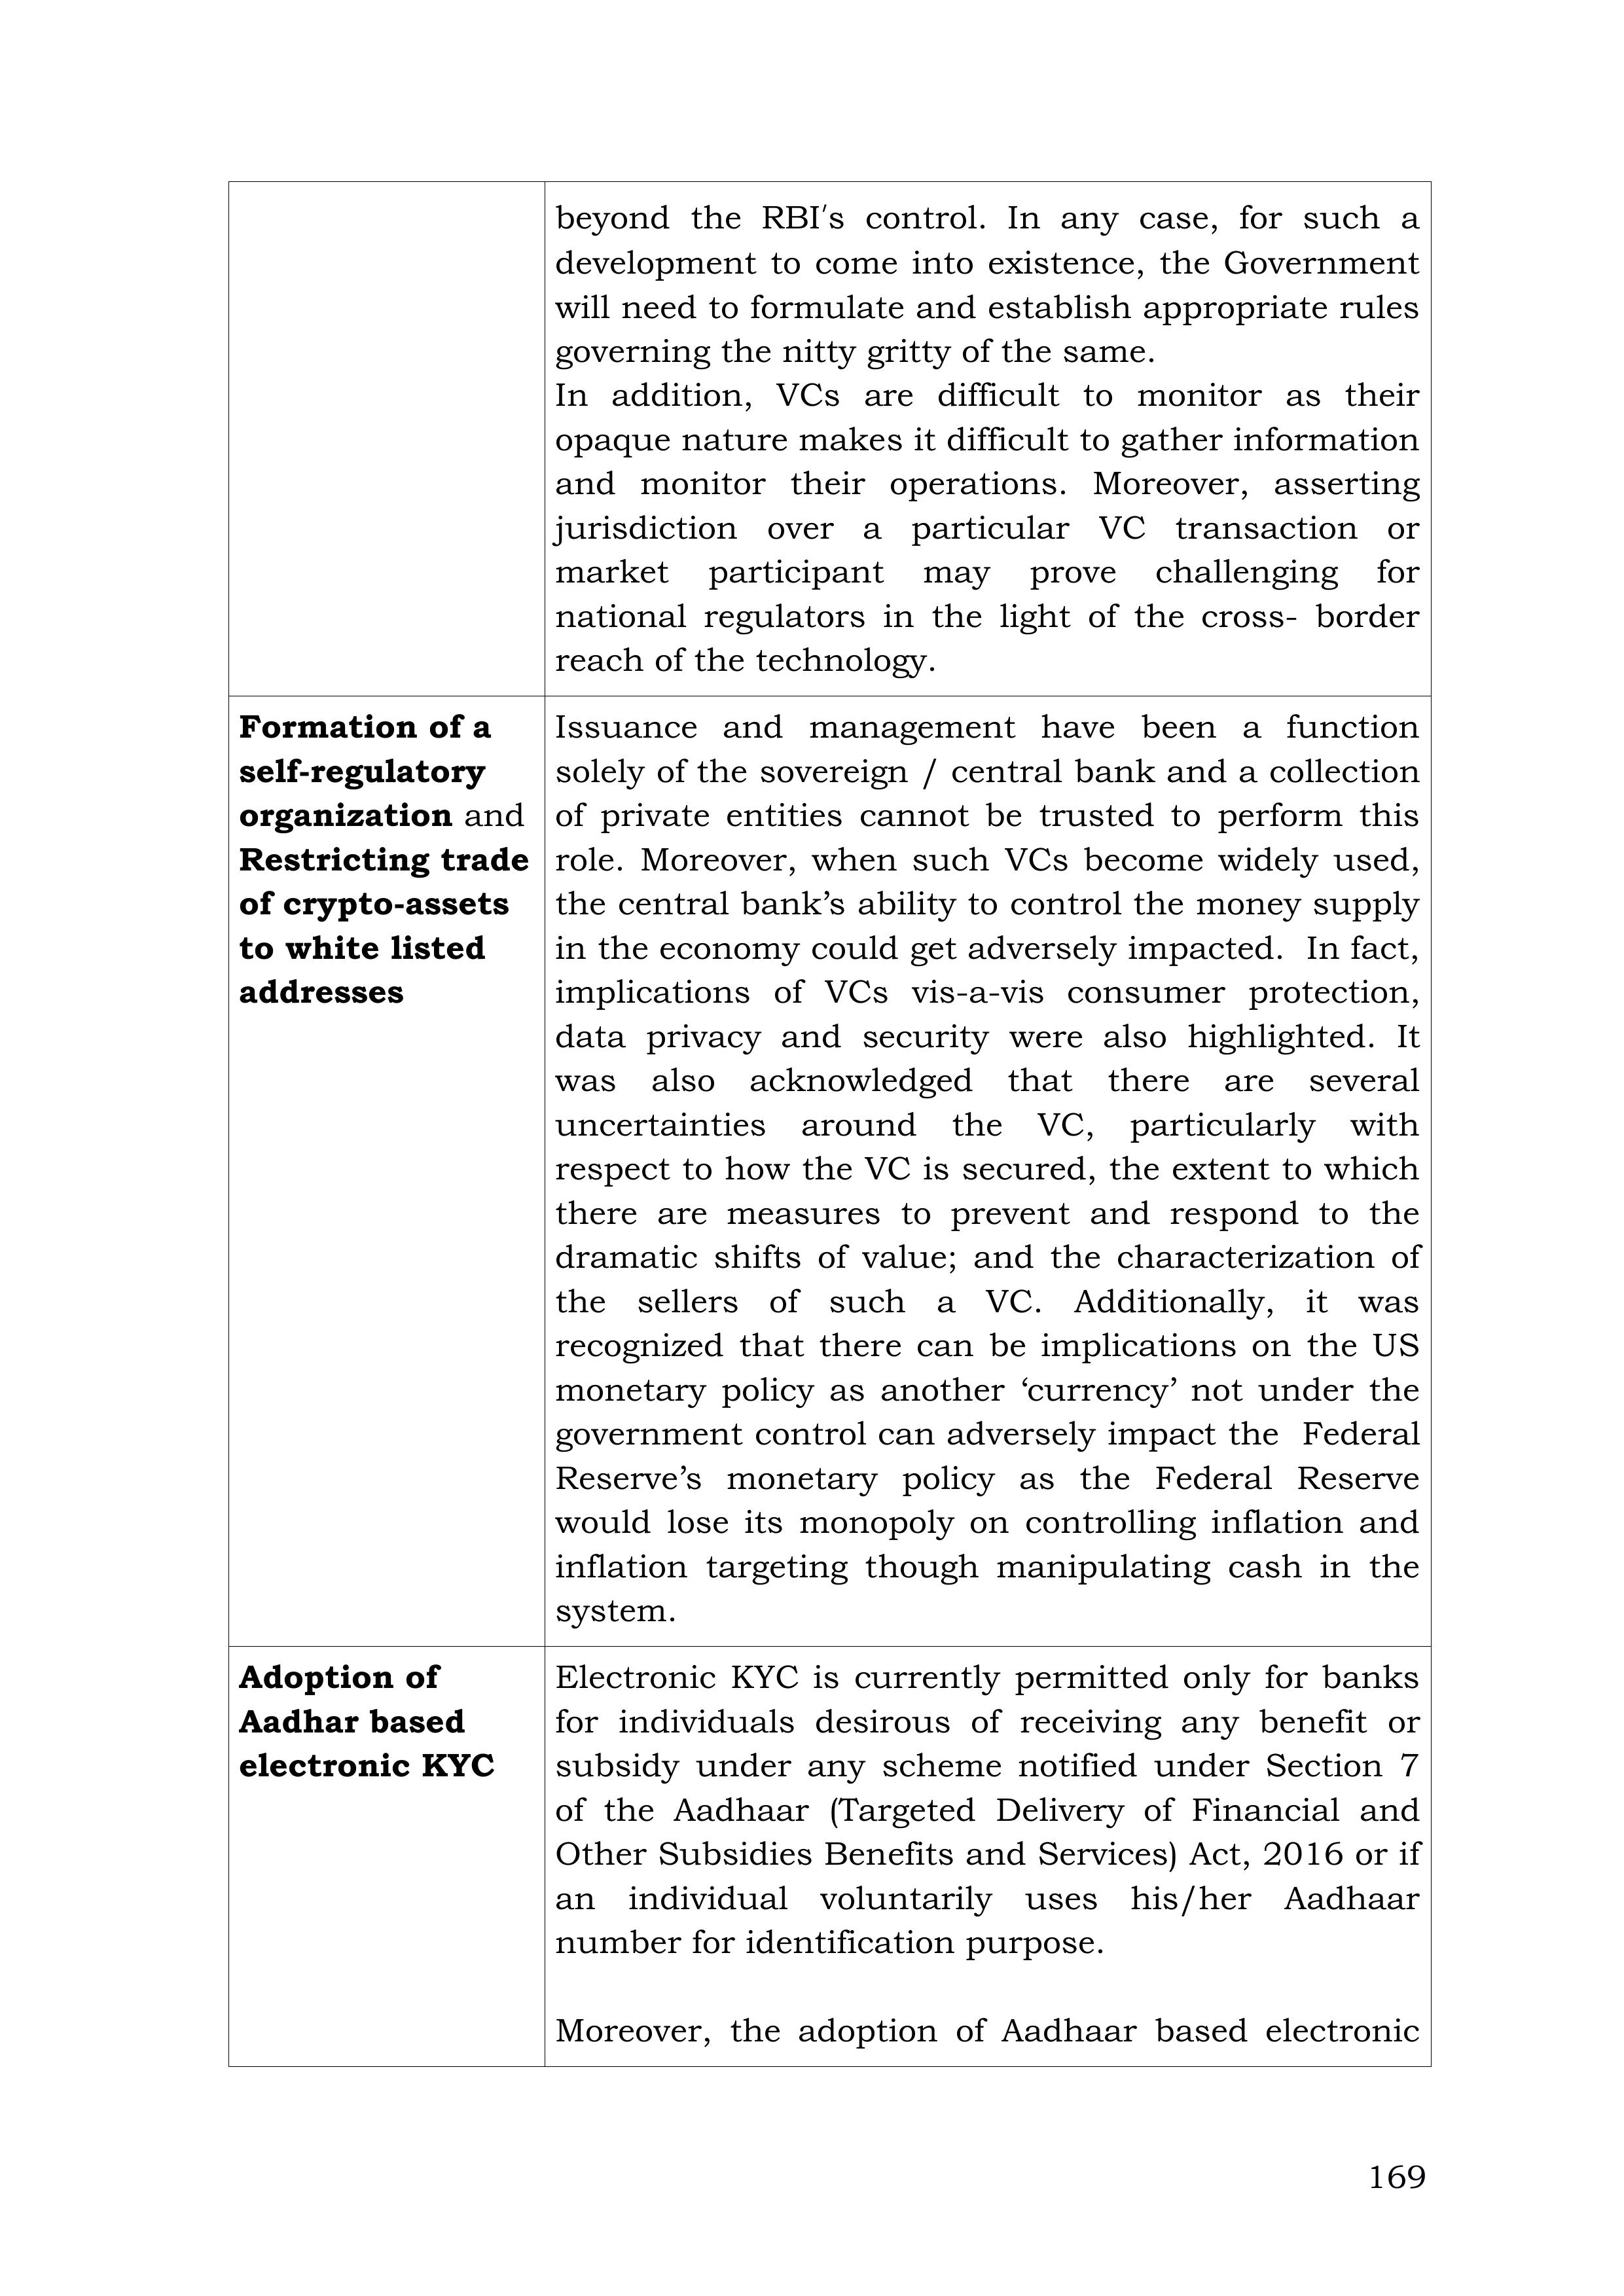 beyond the RBI's control. In any case, for such a
development to come into existence, the Government
will need to formulate and establish appropriate rules
governing the nitty gritty of the same.
In addition, VCs are difficult to monitor as their
opaque nature makes it difficult to gather information
and monitor their operations. Moreover, asserting
jurisdiction over a particular VC transaction or
market participant may prove challenging for
national regulators in the light of the cross- border
reach of the technology.
Formation of a
self-regulatory
organization and
Restricting trade
of crypto-assets
to white listed
addresses
Issuance and management have been a function
solely of the sovereign / central bank and a collection
of private entities cannot be trusted to perform this
role. Moreover, when such VCs become widely used,
the central bank’s ability to control the money supply
in the economy could get adversely impacted.  In fact,
implications of VCs vis-a-vis consumer protection,
data privacy and security were also highlighted. It
was also acknowledged that there are several
uncertainties around the VC, particularly with
respect to how the VC is secured, the extent to which
there are measures to prevent and respond to the
dramatic shifts of value; and the characterization of
the sellers of such a VC. Additionally, it was
recognized that there can be implications on the US
monetary policy as another ‘currency’ not under the
government control can adversely impact the  Federal
Reserve’s monetary policy as the Federal Reserve
would lose its monopoly on controlling inflation and
inflation targeting though manipulating cash in the
system.
Adoption of
Aadhar based
electronic KYC
Electronic KYC is currently permitted only for banks
for individuals desirous of receiving any benefit or
subsidy under any scheme notified under Section 7
of the Aadhaar (Targeted Delivery of Financial and
Other Subsidies Benefits and Services) Act, 2016 or if
an individual voluntarily uses his/her Aadhaar
number for identification purpose.
Moreover, the adoption of Aadhaar based electronic
169